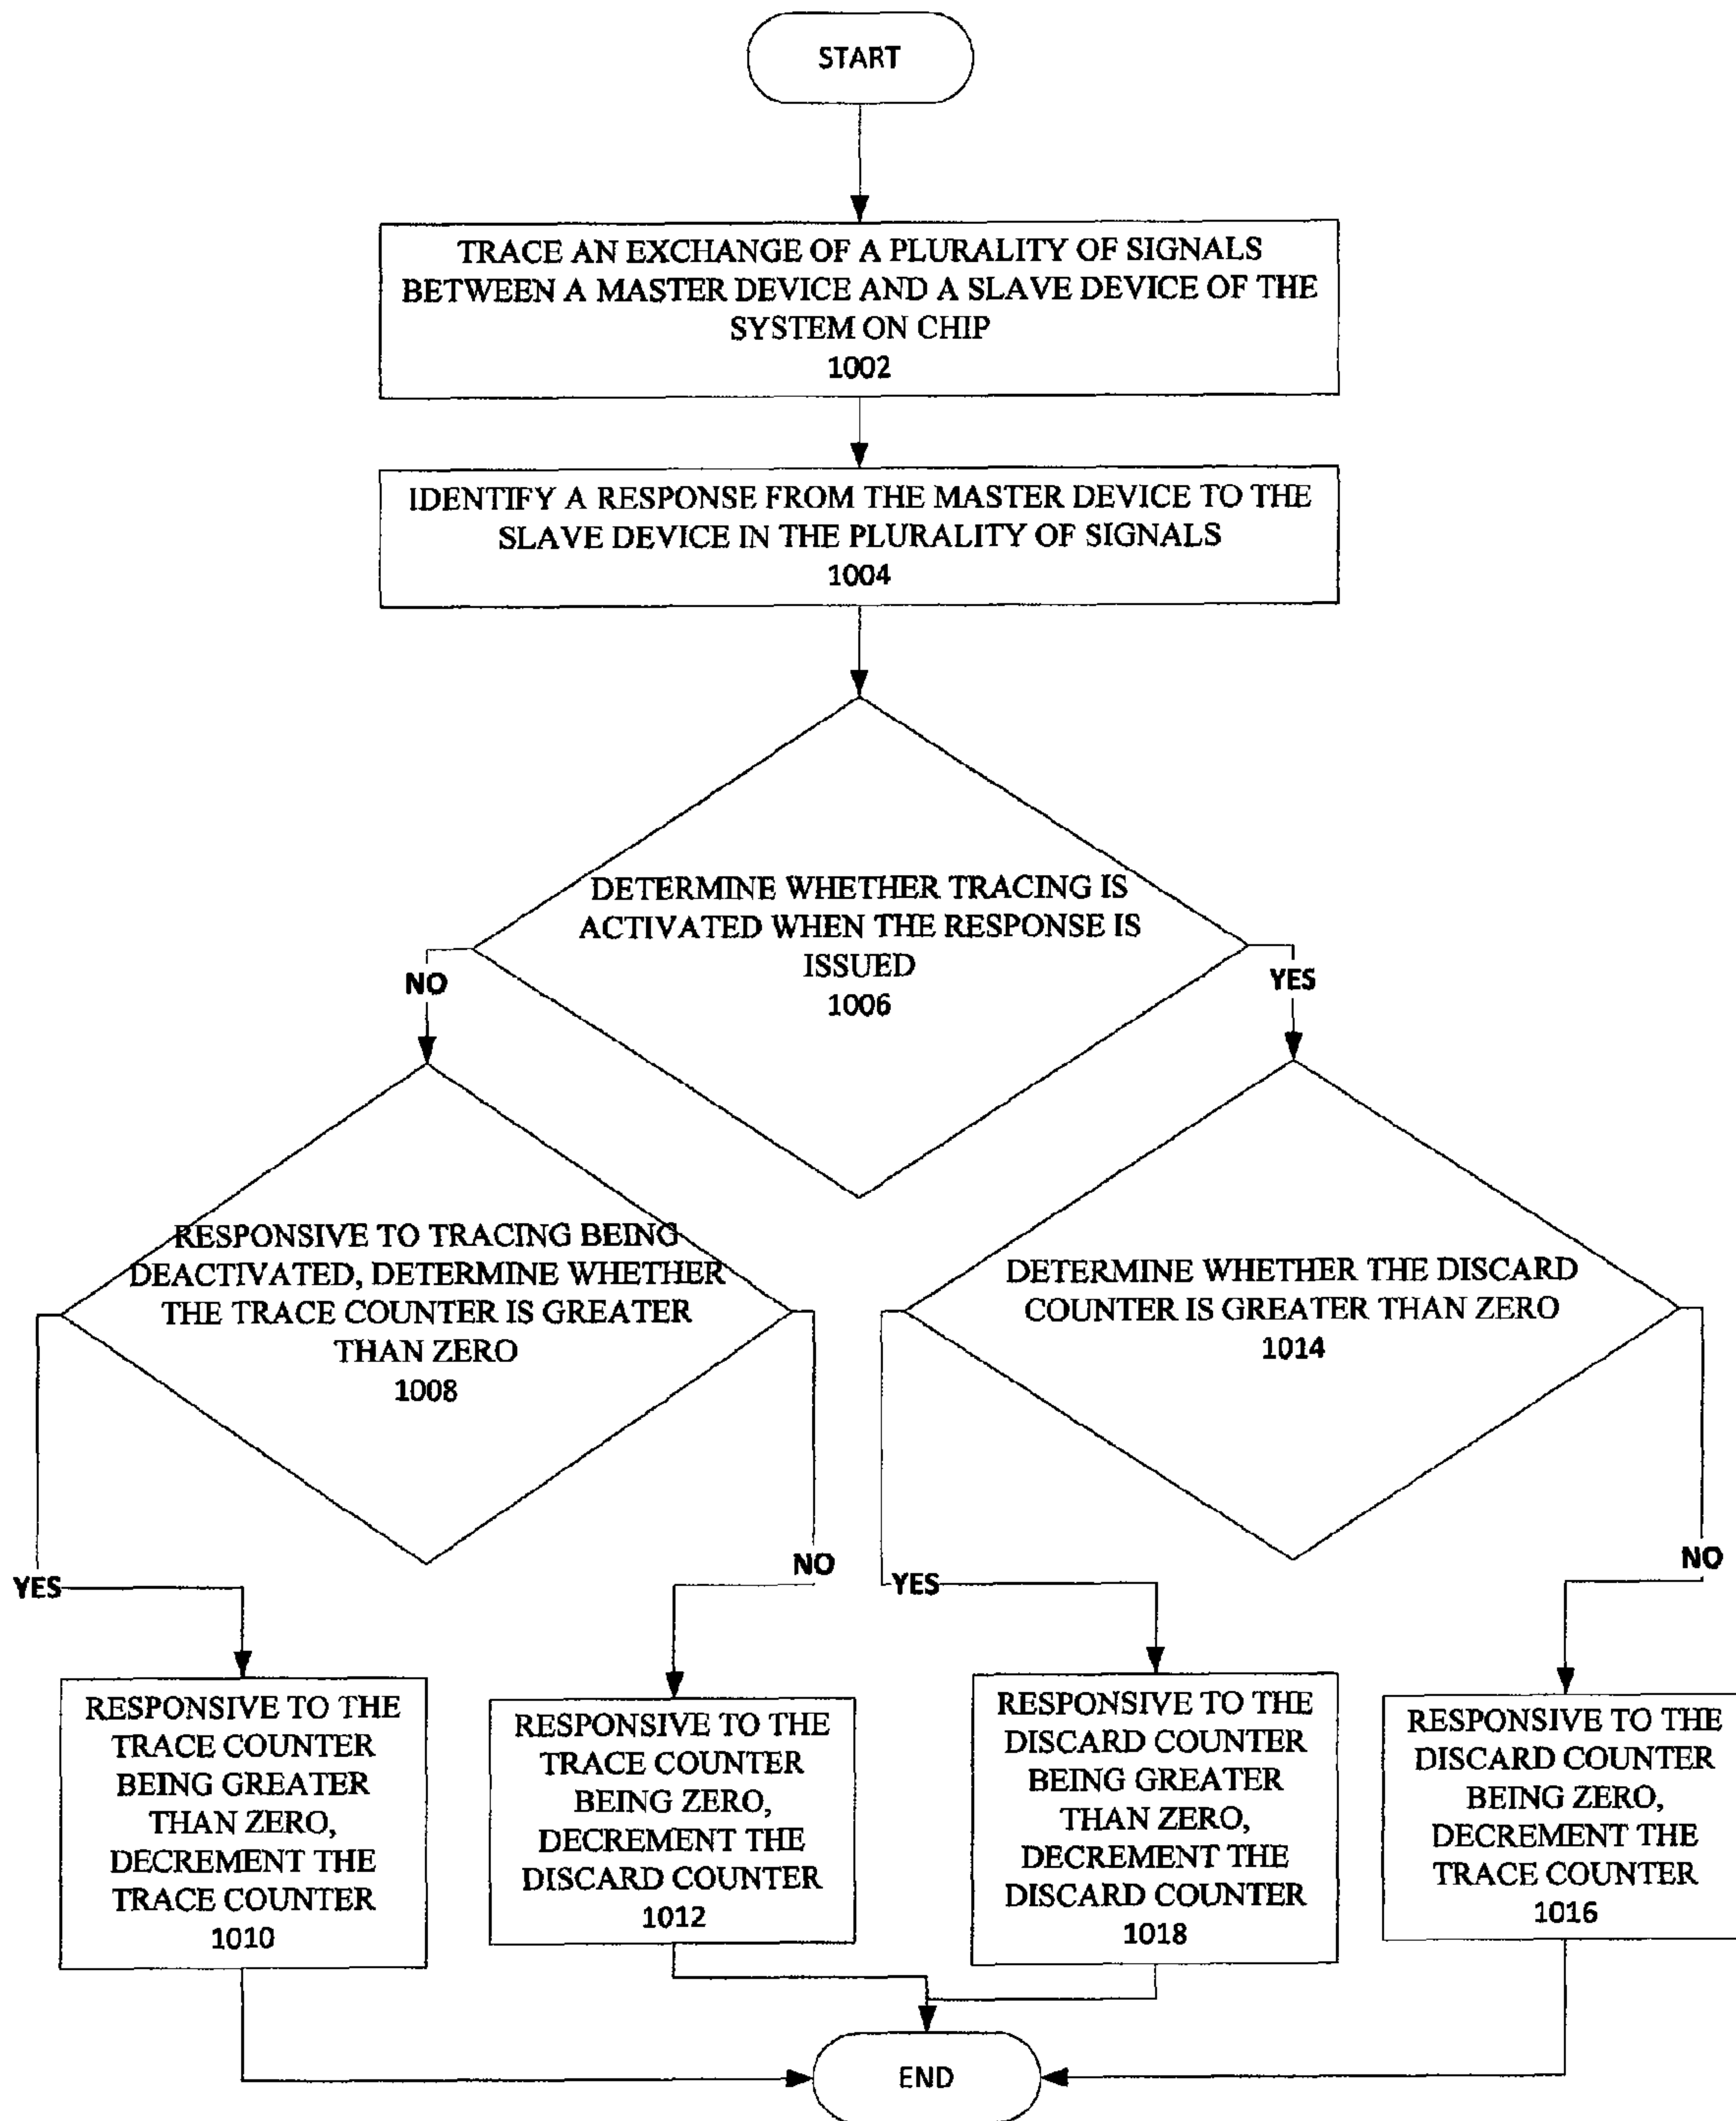 START
TRACE AN EXCHANGE OF A PLURALITY OF SIGNALS
BETWEEN A MASTER DEVICE AND A SLAVE DEVICE OF THE
SYSTEM ON CHIP
1002
IDENTIFY A RESPONSE FROM THE MASTER DEVICE TO THE
SLAVE DEVICE IN THE PLURALITY OF SIGNALS
1004
DETERMINE WHETHER TRACING IS
ACTIVATED WHEN THE RESPONSE IS
ISSUED
1006
NO
YES
RESPONSIVE TO TRACING BEING
DEACTIVATED, DETERMINE WHETHER
THE TRACE COUNTER IS GREATER
THAN ZERO
1008
DETERMINE WHETHER THE DISCARD
COUNTER IS GREATER THAN ZERO
1014
YES
NO
YES
NO
RESPONSIVE TO THE
TRACE COUNTER
BEING GREATER
THAN ZERO,
DECREMENT THE
TRACE COUNTER
1010
RESPONSIVE TO THE
TRACE COUNTER
BEING ZERO,
DECREMENT THE
DISCARD COUNTER
1012
RESPONSIVE TO THE
DISCARD COUNTER
BEING GREATER
THAN ZERO,
DECREMENT THE
DISCARD COUNTER
1018
RESPONSIVE TO THE
DISCARD COUNTER
BEING ZERO,
DECREMENT THE
TRACE COUNTER
1016
END